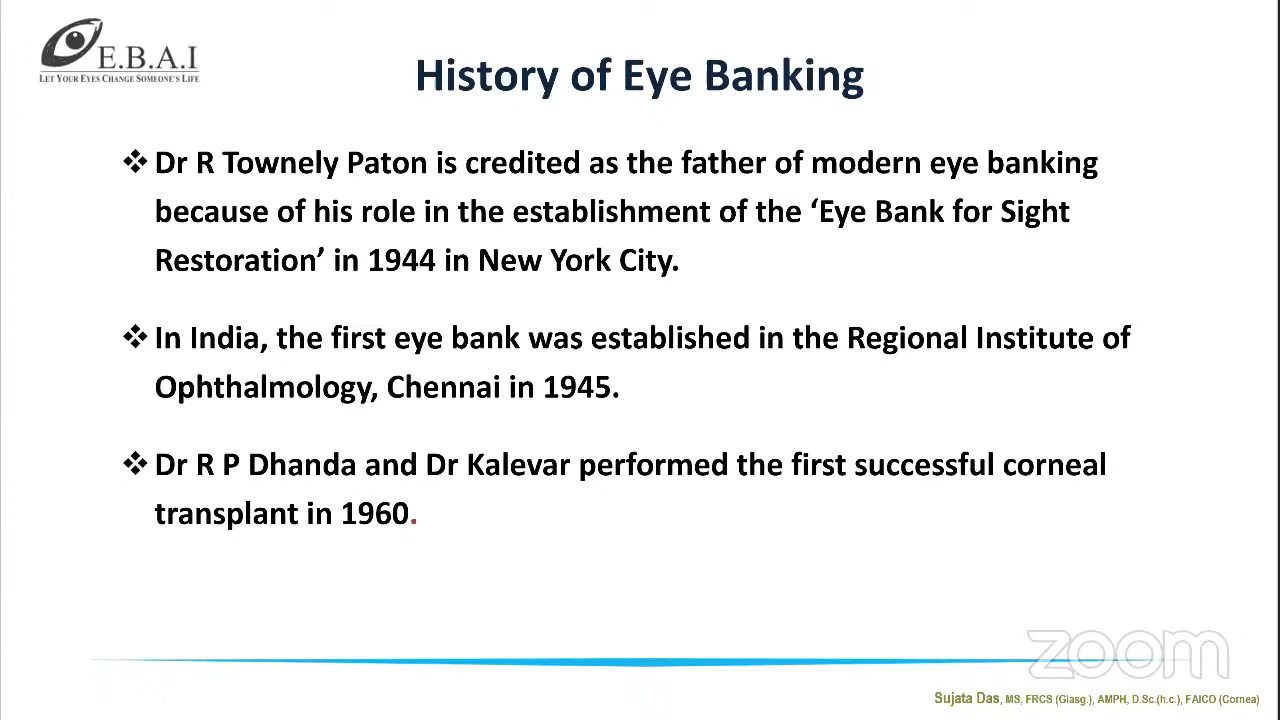 E.B.A.I
LET YOUR EYES CHANGE SOMEONE'S LIFE
History of Eye Banking
❖ Dr R Townely Paton is credited as the father of modern eye banking
because of his role in the establishment of the ‘Eye Bank for Sight
Restoration’ in 1944 in New York City.
❖ In India, the first eye bank was established in the Regional Institute of
Ophthalmology, Chennai in 1945.
❖ Dr R P Dhanda and Dr Kalevar performed the first successful corneal
transplant in 1960.
zoom
Sujata Das, MS, FRCS (Glasg.), AMPH, D.Sc.(h.c.), FAICO (Cornea)